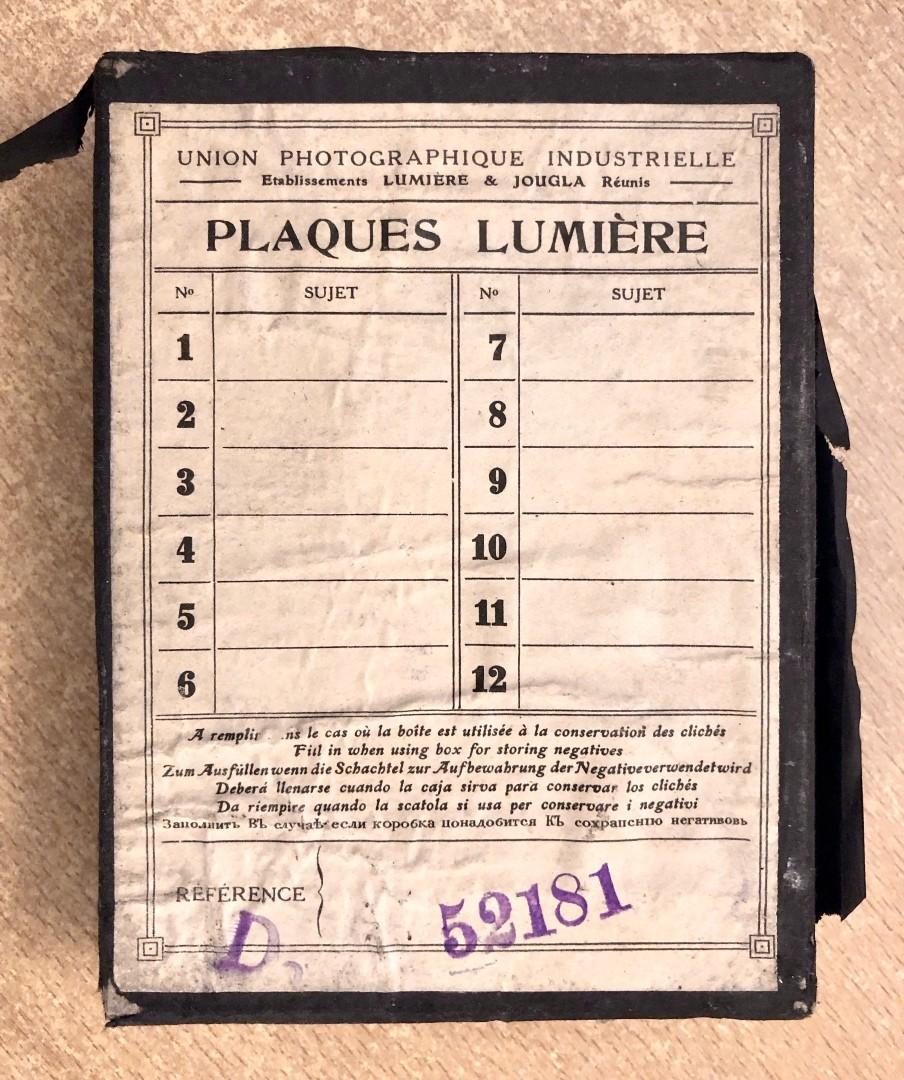 UNION PHOTOGRAPHIQUE INDUSTRIELLE
Etablissements LUMIÈRE & JOUGLA Réunis
PLAQUES LUMIÈRE
Nº SUJET Nº SUJET
1 7
2 8
3 9
4 10
5 11
6 12
A remplir le cas où la boîte est utilisée à la conservation des clichés
Fill in when using box for storing negatives
Zum Ausfüllen wenn die Schachtel zur Aufbewahrung der Negative verwendet wird
Deberá llenarse cuando la caja sirva para conservar los clichés
Da riempire quando la scatola si usa per conservare i negativi
Заполнить ВЪ случаѣ если коробка понадобится КЪ сохраненію негативовъ
RÉFÉRENCE
D. 52181